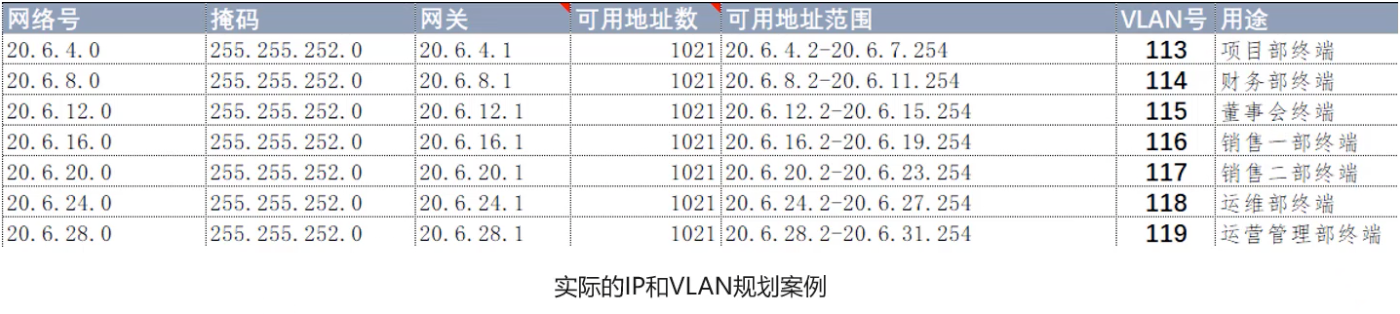 网络号 掩码 网关 可用地址数 可用地址范围 VLAN号 用途
20.6.4.0 255.255.252.0 20.6.4.1 1021 20.6.4.2-20.6.7.254 113 项目部终端
20.6.8.0 255.255.252.0 20.6.8.1 1021 20.6.8.2-20.6.11.254 114 财务部终端
20.6.12.0 255.255.252.0 20.6.12.1 1021 20.6.12.2-20.6.15.254 115 董事会终端
20.6.16.0 255.255.252.0 20.6.16.1 1021 20.6.16.2-20.6.19.254 116 销售一部终端
20.6.20.0 255.255.252.0 20.6.20.1 1021 20.6.20.2-20.6.23.254 117 销售二部终端
20.6.24.0 255.255.252.0 20.6.24.1 1021 20.6.24.2-20.6.27.254 118 运维部终端
20.6.28.0 255.255.252.0 20.6.28.1 1021 20.6.28.2-20.6.31.254 119 运营管理部终端
实际的IP和VLAN规划案例